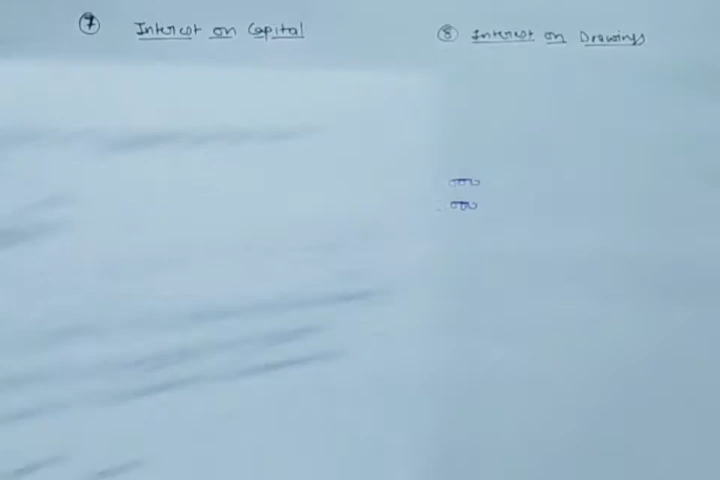 ⑦ Interest on Capital
⑧ Interest on Drawings